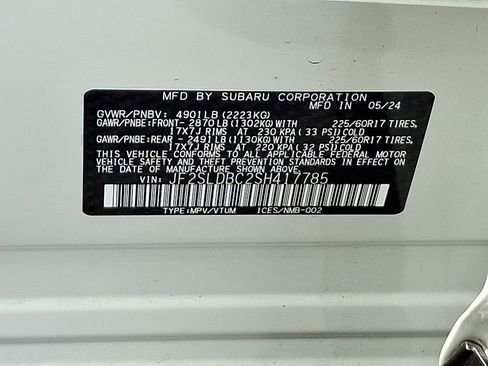 MFD BY SUBARU CORPORATION
MFD IN 05/24
GVWR/PNBV: 4901LB(2223KG)
GAWR/PNBE:FRONT- 2870LB(1302KG)WITH 225/60R17 TIRES,
17X7J RIMS AT 230 KPA( 33 PSI)COLD
GAWR/PNBE:REAR - 2491LB(1130KG)WITH 225/60R17 TIRES,
17X7J RIMS AT 220 KPA( 32 PSI)COLD
THIS VEHICLE CONFORMS TO ALL APPLICABLE FEDERAL MOTOR
VEHICLE SAFETY AND THEFT PREVENTION STANDARDS IN EFFECT ON
THE DATE OF MANUFACTURE SHOWN ABOVE.
VIN: JF2SLDBC2SH417785
TYPE:MPV/VTUM ICES/NMB-002